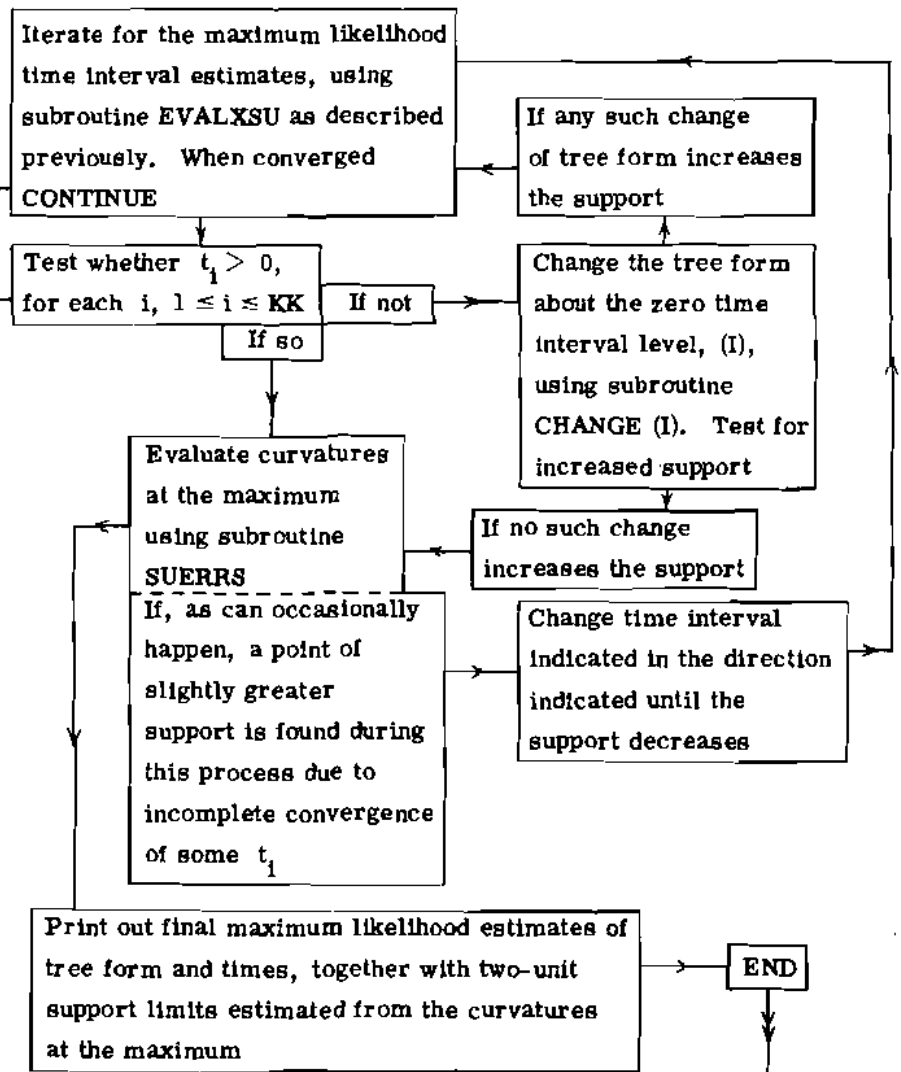 Iterate for the maximum likelihood
time interval estimates, using
subroutine EVALXSU as described
previously. When converged
CONTINUE
If any such change
of tree form increases
the support
Test whether t_i > 0,
for each i, 1 ≤ i ≤ KK
If not
If so
Change the tree form
about the zero time
interval level, (I),
using subroutine
CHANGE (I). Test for
increased support
Evaluate curvatures
at the maximum
using subroutine
SUERRS
If no such change
increases the support
If, as can occasionally
happen, a point of
slightly greater
support is found during
this process due to
incomplete convergence
of some t_i
Change time interval
indicated in the direction
indicated until the
support decreases
Print out final maximum likelihood estimates of
tree form and times, together with two-unit
support limits estimated from the curvatures
at the maximum
END